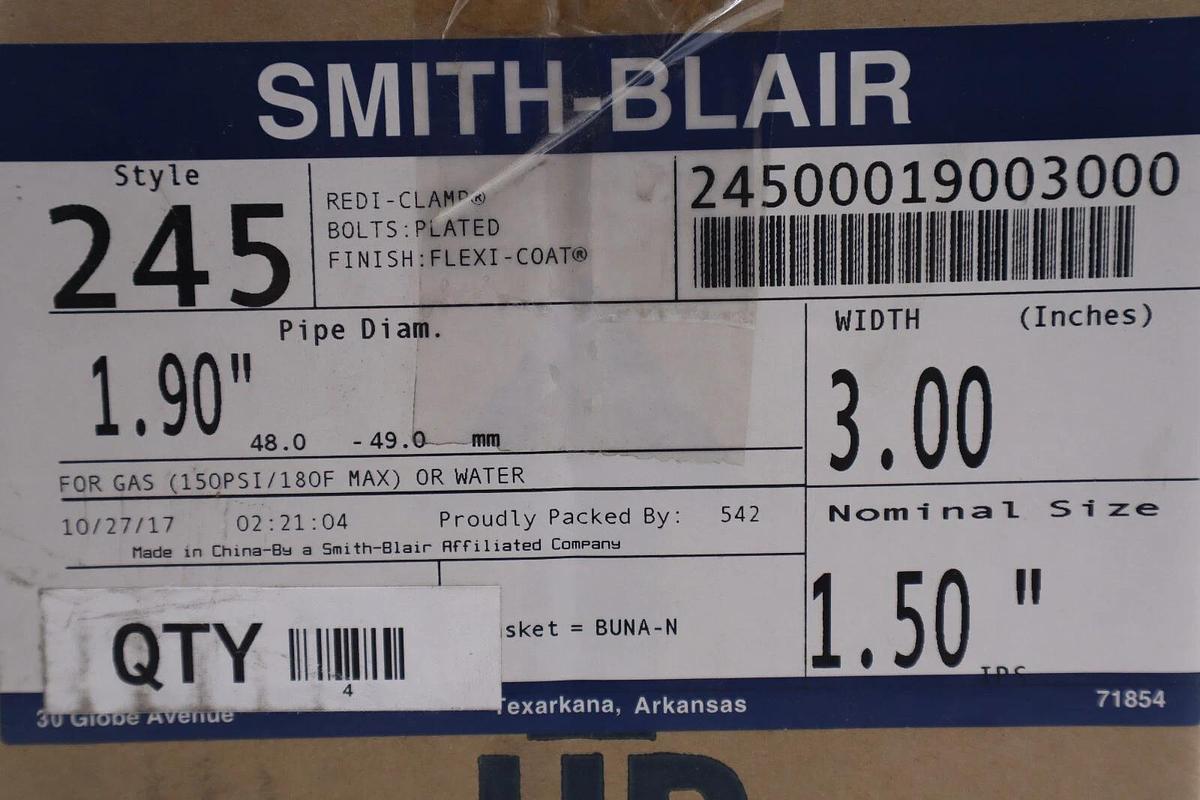 SMITH-BLAIR
Style
245
REDI-CLAMP®
BOLTS:PLATED
FINISH:FLEXI-COAT®
24500019003000
Pipe Diam.
1.90"
48.0 - 49.0 mm
WIDTH (Inches)
3.00
FOR GAS (150PSI/180F MAX) OR WATER
10/27/17 02:21:04 Proudly Packed By: 542
Made in China-By a Smith-Blair Affiliated Company
Nominal Size
1.50 "
IPS
QTY
4
sket = BUNA-N
30 Globe Avenue Texarkana, Arkansas 71854
UP